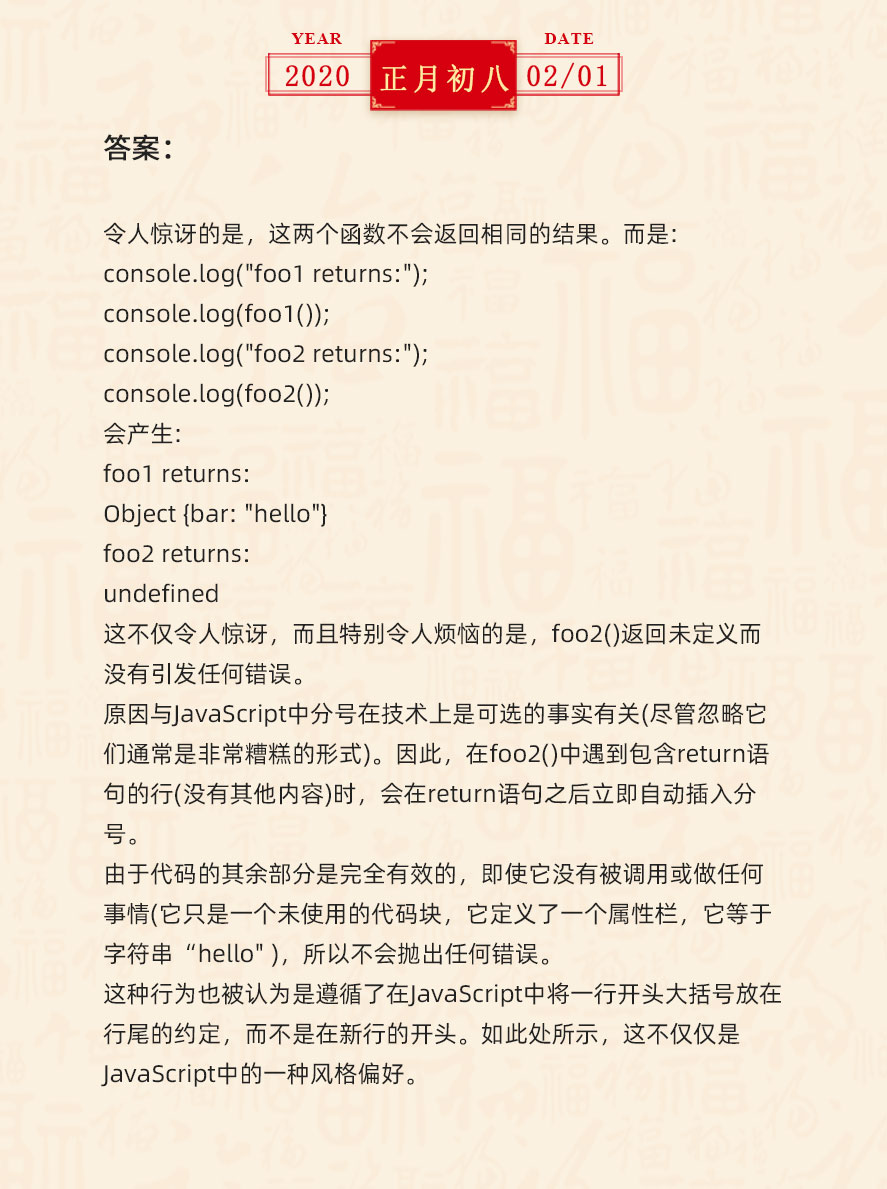 YEAR
DATE
2020
正月初八
02/01
答案：
令人惊讶的是，这两个函数不会返回相同的结果。而是：
console.log("foo1 returns:");
console.log(foo1());
console.log("foo2 returns:");
console.log(foo2());
会产生：
foo1 returns:
Object {bar: "hello"}
foo2 returns:
undefined
这不仅令人惊讶，而且特别令人烦恼的是，foo2()返回未定义而
没有引发任何错误。
原因与JavaScript中分号在技术上是可选的事实有关(尽管忽略它
们通常是非常糟糕的形式)。因此，在foo2()中遇到包含return语
句的行(没有其他内容)时，会在return语句之后立即自动插入分
号。
由于代码的其余部分是完全有效的，即使它没有被调用或做任何
事情(它只是一个未使用的代码块，它定义了一个属性栏，它等于
字符串“hello" )，所以不会抛出任何错误。
这种行为也被认为是遵循了在JavaScript中将一行开头大括号放在
行尾的约定，而不是在新行的开头。如此处所示，这不仅仅是
JavaScript中的一种风格偏好。